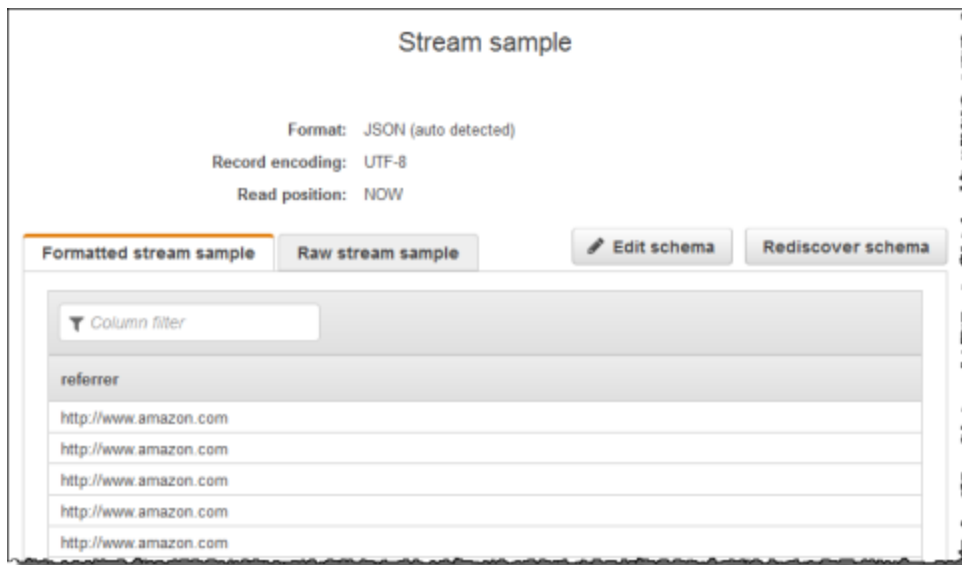 Stream sample
Format: JSON (auto detected)
Record encoding: UTF-8
Read position: NOW
Formatted stream sample Raw stream sample Edit schema Rediscover schema
Column filter
referrer
http://www.amazon.com
http://www.amazon.com
http://www.amazon.com
http://www.amazon.com
http://www.amazon.com